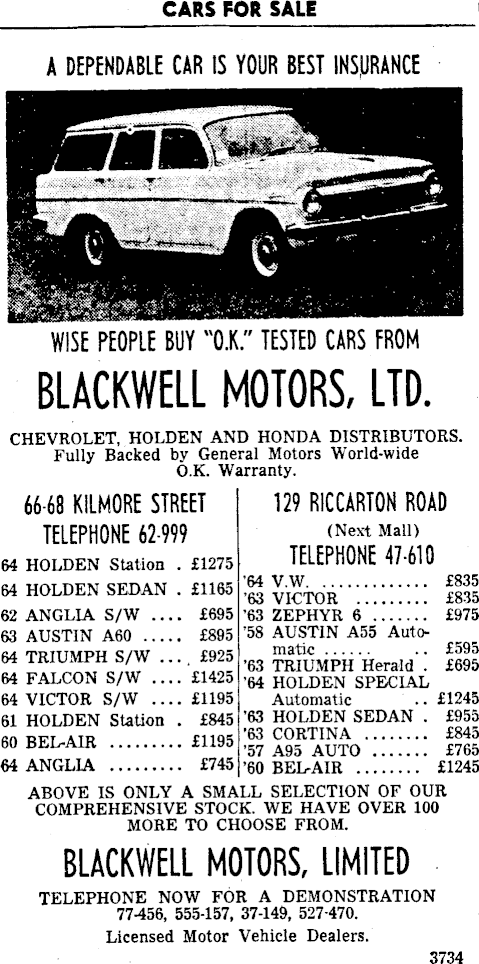 CARS FOR SALE
A DEPENDABLE CAR IS YOUR BEST INSURANCE
WISE PEOPLE BUY "O.K." TESTED CARS FROM
BLACKWELL MOTORS, LTD.
CHEVROLET, HOLDEN AND HONDA DISTRIBUTORS.
Fully Backed by General Motors World-wide
O.K. Warranty.
66-68 KILMORE STREET
TELEPHONE 62-999
64 HOLDEN Station . £1275
64 HOLDEN SEDAN . £1165
62 ANGLIA S/W .... £695
63 AUSTIN A60 ..... £895
64 TRIUMPH S/W .... £925
64 FALCON S/W .... £1425
64 VICTOR S/W .... £1195
61 HOLDEN Station . £845
60 BEL-AIR ......... £1195
64 ANGLIA ......... £745
129 RICCARTON ROAD
(Next Mall)
TELEPHONE 47-610
'64 V.W. ............. £835
'63 VICTOR ......... £835
'63 ZEPHYR 6 ....... £975
'58 AUSTIN A55 Auto-
matic ...... .. £595
'63 TRIUMPH Herald . £695
'64 HOLDEN SPECIAL
Automatic .. £1245
'63 HOLDEN SEDAN . £955
'63 CORTINA ........ £845
'57 A95 AUTO ....... £765
'60 BEL-AIR ........ £1245
ABOVE IS ONLY A SMALL SELECTION OF OUR
COMPREHENSIVE STOCK. WE HAVE OVER 100
MORE TO CHOOSE FROM.
BLACKWELL MOTORS, LIMITED
TELEPHONE NOW FOR A DEMONSTRATION
77-456, 555-157, 37-149, 527-470.
Licensed Motor Vehicle Dealers.
3734